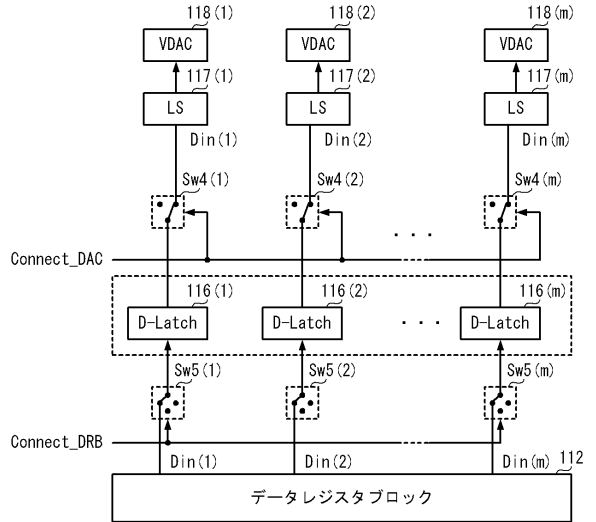 118(1) 118(2) 118(m)
VDAC VDAC VDAC
117(1) 117(2) 117(m)
LS LS LS
Din(1) Din(2) Din(m)
Sw4(1) Sw4(2) Sw4(m)
. . .
Connect_DAC
116(1) 116(2) 116(m)
D-Latch D-Latch . . . D-Latch
Sw5(1) Sw5(2) Sw5(m)
Connect_DRB
Din(1) Din(2) Din(m) 112
データレジスタブロック